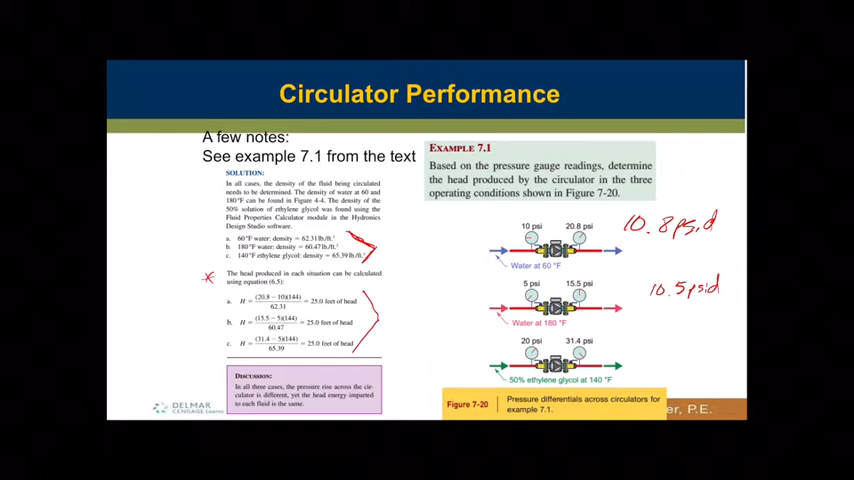 Circulator Performance
A few notes:
See example 7.1 from the text
SOLUTION:
In all cases, the density of the fluid being circulated
needs to be determined. The density of water at 60 and
180°F can be found in Figure 4-4. The density of the
50% solution of ethylene glycol was found using the
Fluid Properties Calculator module in the Hydronics
Design Studio software.
a. 60°F water: density = 62.31 lb./ft.³
b. 180°F water: density = 60.47 lb./ft.³
c. 140°F ethylene glycol: density = 65.39 lb./ft.³
* The head produced in each situation can be calculated
using equation (6.5):
a. H = (20.8 − 10)(144) / 62.31 = 25.0 feet of head
b. H = (15.5 − 5)(144) / 60.47 = 25.0 feet of head
c. H = (31.4 − 5)(144) / 65.39 = 25.0 feet of head
DISCUSSION:
In all three cases, the pressure rise across the cir-
culator is different, yet the head energy imparted
to each fluid is the same.
DELMAR
CENGAGE Learni
EXAMPLE 7.1
Based on the pressure gauge readings, determine
the head produced by the circulator in the three
operating conditions shown in Figure 7-20.
10 psi 20.8 psi 10.8 psid
Water at 60 °F
5 psi 15.5 psi 10.5 psid
Water at 180 °F
20 psi 31.4 psi
50% ethylene glycol at 140 °F
Figure 7-20 Pressure differentials across circulators for
example 7.1.
er, P.E.